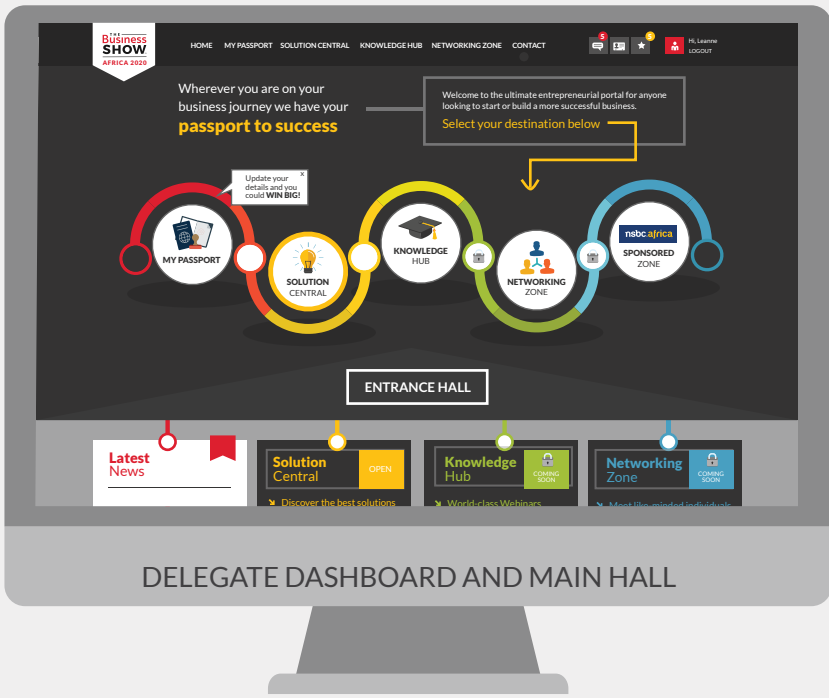 THE
Business
SHOW
AFRICA 2020
HOME MY PASSPORT SOLUTION CENTRAL KNOWLEDGE HUB NETWORKING ZONE CONTACT
5
5
Hi, Leanne
LOGOUT
Wherever you are on your
business journey we have your
passport to success
Welcome to the ultimate entrepreneurial portal for anyone
looking to start or build a more successful business.
Select your destination below
Update your
details and you
could WIN BIG!
x
MY PASSPORT
SOLUTION
CENTRAL
KNOWLEDGE
HUB
NETWORKING
ZONE
nsbc africa
SPONSORED
ZONE
ENTRANCE HALL
Latest
News
Solution
Central
OPEN
Discover the best solutions
Knowledge
Hub
COMING
SOON
World-class Webinars
Networking
Zone
COMING
SOON
Meet like-minded individuals
DELEGATE DASHBOARD AND MAIN HALL